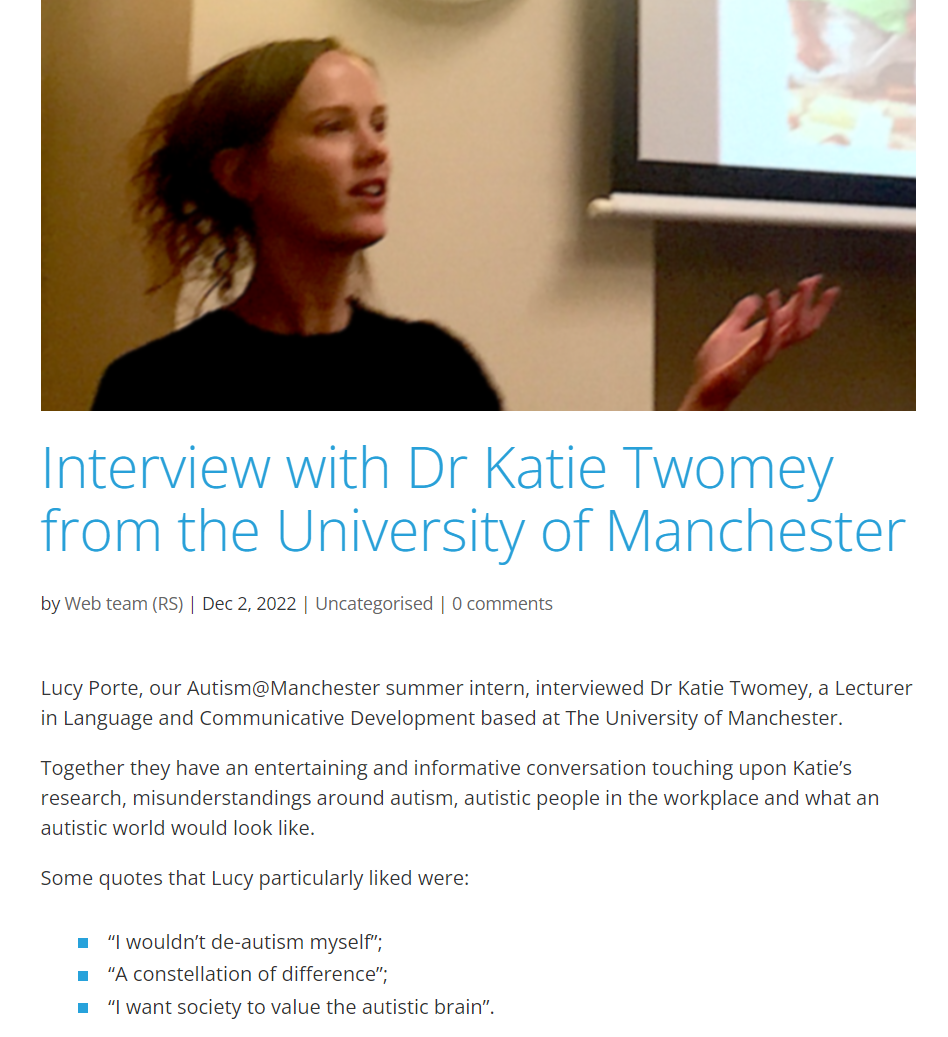 Interview with Dr Katie Twomey
from the University of Manchester
by Web team (RS) | Dec 2, 2022 | Uncategorised | 0 comments
Lucy Porte, our Autism@Manchester summer intern, interviewed Dr Katie Twomey, a Lecturer
in Language and Communicative Development based at The University of Manchester.
Together they have an entertaining and informative conversation touching upon Katie’s
research, misunderstandings around autism, autistic people in the workplace and what an
autistic world would look like.
Some quotes that Lucy particularly liked were:
“I wouldn’t de-autism myself”;
“A constellation of difference”;
“I want society to value the autistic brain”.